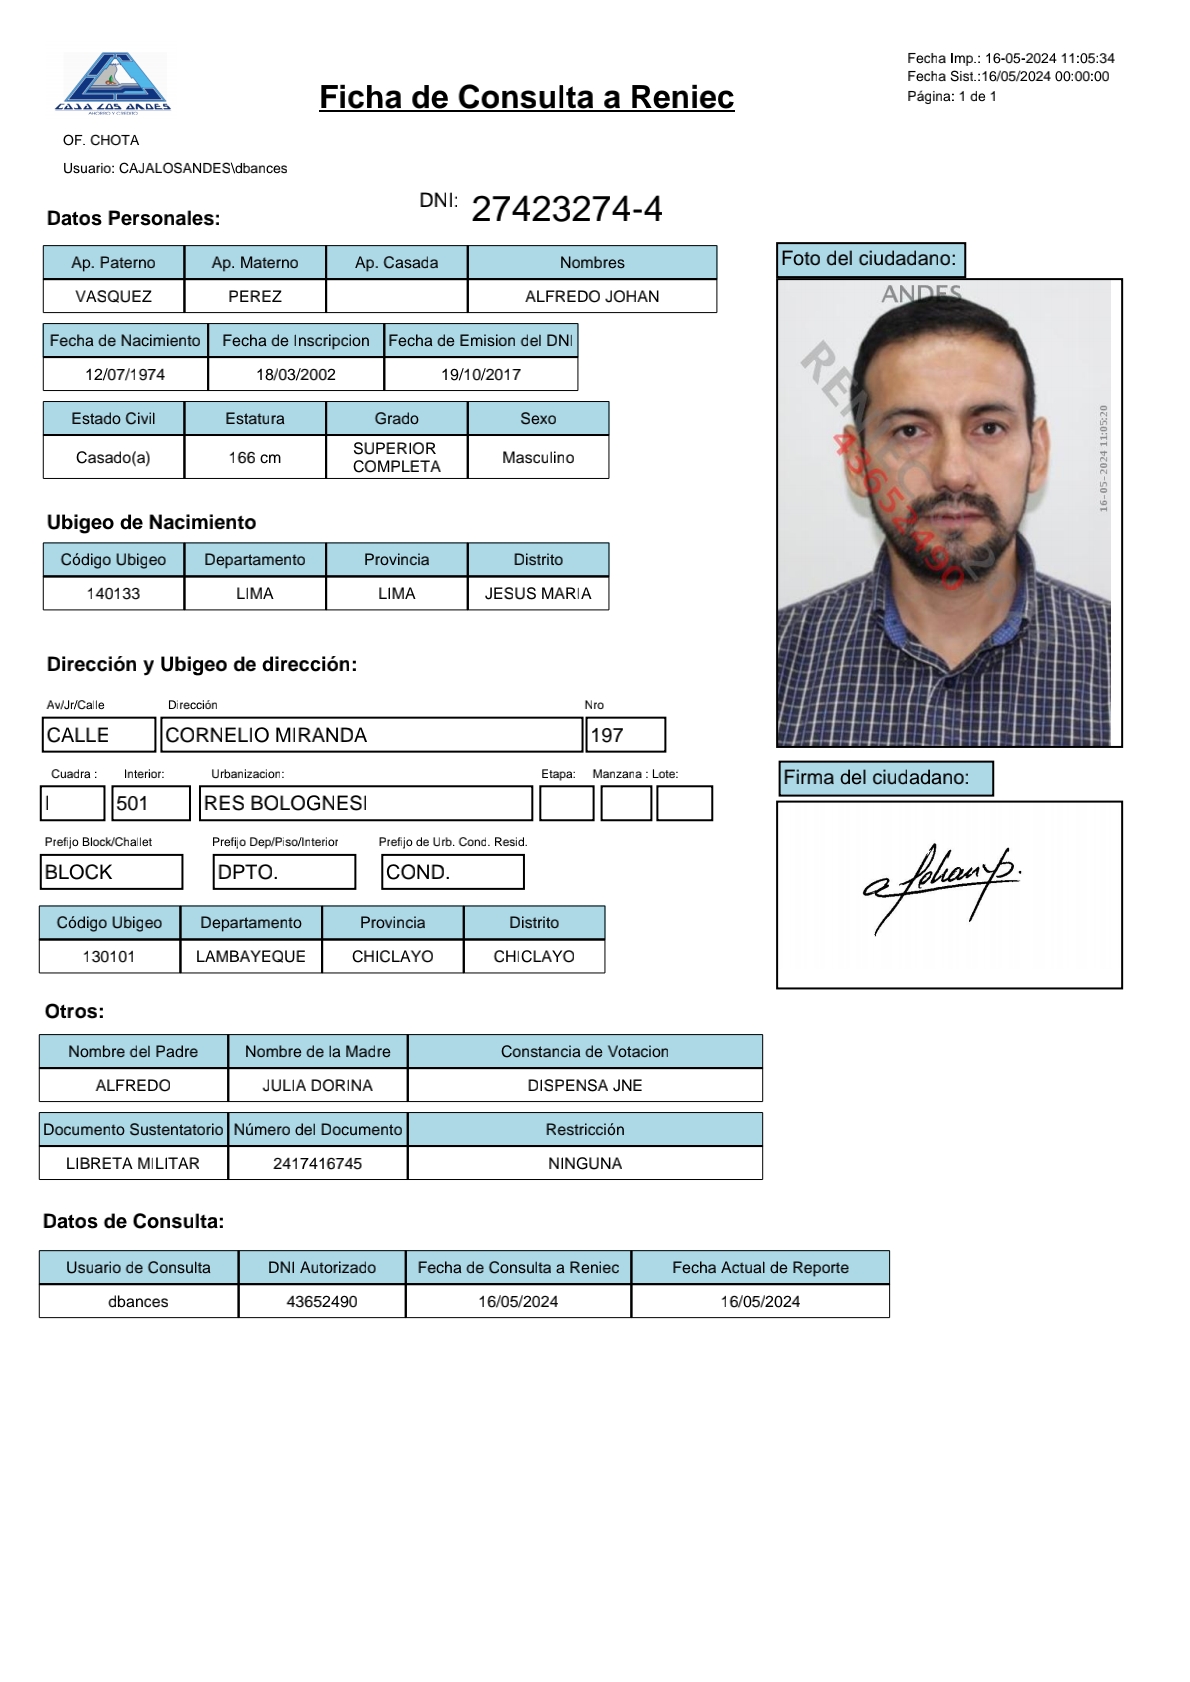 CAJA LOS ANDES
AHORRO Y CREDITO
Fecha Imp.: 16-05-2024 11:05:34
Fecha Sist.:16/05/2024 00:00:00
Página: 1 de 1
Ficha de Consulta a Reniec
OF. CHOTA
Usuario: CAJALOSANDES\dbances
DNI: 27423274-4
Datos Personales:
Ap. Paterno Ap. Materno Ap. Casada Nombres
VASQUEZ PEREZ ALFREDO JOHAN
Fecha de Nacimiento Fecha de Inscripcion Fecha de Emision del DNI
12/07/1974 18/03/2002 19/10/2017
Estado Civil Estatura Grado Sexo
Casado(a) 166 cm SUPERIOR COMPLETA Masculino
Foto del ciudadano:
ANDES
RENIEC
43652490
16-05-2024 11:05:20
Ubigeo de Nacimiento
Código Ubigeo Departamento Provincia Distrito
140133 LIMA LIMA JESUS MARIA
Dirección y Ubigeo de dirección:
Av/Jr/Calle Dirección Nro
CALLE CORNELIO MIRANDA 197
Cuadra : Interior: Urbanizacion: Etapa: Manzana : Lote:
I 501 RES BOLOGNESI
Prefijo Block/Challet Prefijo Dep/Piso/Interior Prefijo de Urb. Cond. Resid.
BLOCK DPTO. COND.
Código Ubigeo Departamento Provincia Distrito
130101 LAMBAYEQUE CHICLAYO CHICLAYO
Firma del ciudadano:
Otros:
Nombre del Padre Nombre de la Madre Constancia de Votacion
ALFREDO JULIA DORINA DISPENSA JNE
Documento Sustentatorio Número del Documento Restricción
LIBRETA MILITAR 2417416745 NINGUNA
Datos de Consulta:
Usuario de Consulta DNI Autorizado Fecha de Consulta a Reniec Fecha Actual de Reporte
dbances 43652490 16/05/2024 16/05/2024